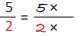 5/2 = 5×/2×